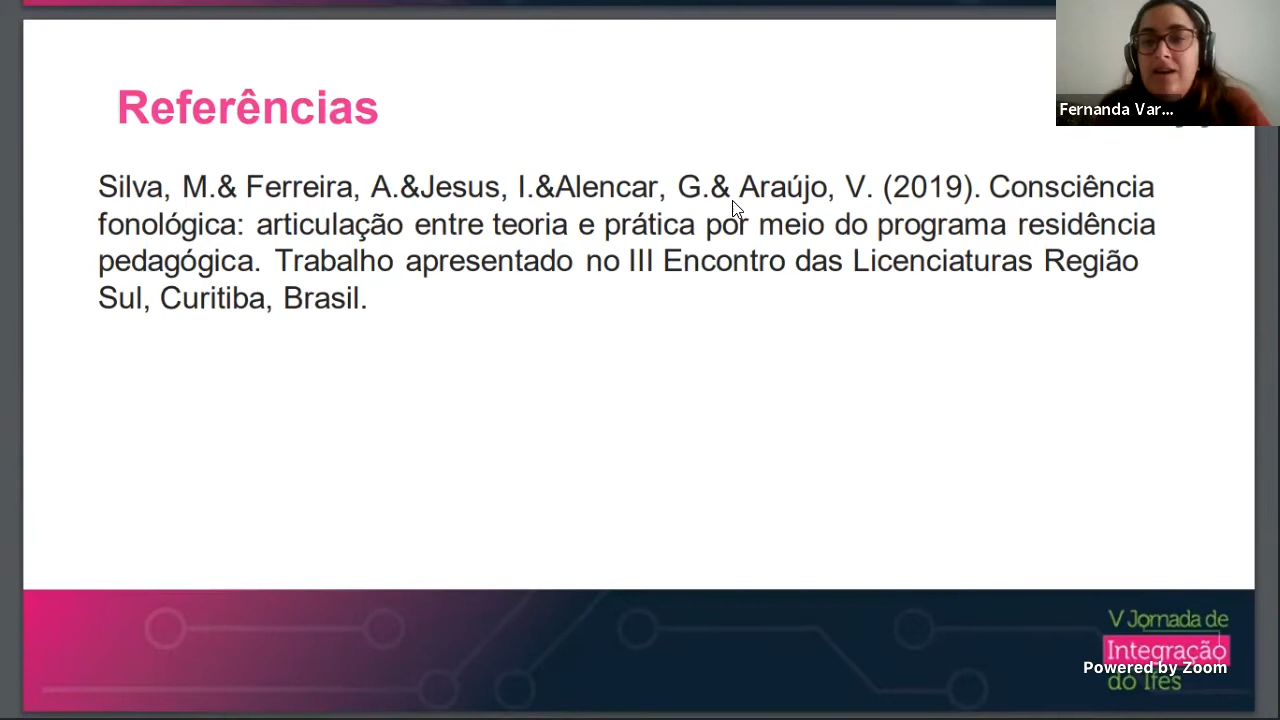 Referências
Fernanda Var...
Silva, M.& Ferreira, A.&Jesus, I.&Alencar, G.& Araújo, V. (2019). Consciência
fonológica: articulação entre teoria e prática por meio do programa residência
pedagógica. Trabalho apresentado no III Encontro das Licenciaturas Região
Sul, Curitiba, Brasil.
V Jornada de
Integração
Powered by Zoom
do Ifes